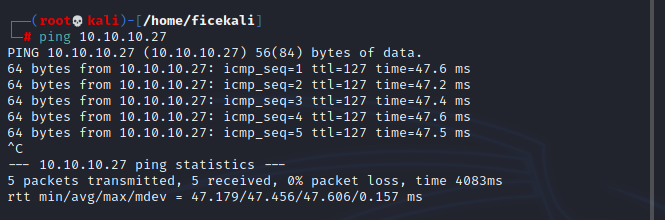 ┌──(root💀kali)-[/home/ficekali]
└─# ping 10.10.10.27
PING 10.10.10.27 (10.10.10.27) 56(84) bytes of data.
64 bytes from 10.10.10.27: icmp_seq=1 ttl=127 time=47.6 ms
64 bytes from 10.10.10.27: icmp_seq=2 ttl=127 time=47.2 ms
64 bytes from 10.10.10.27: icmp_seq=3 ttl=127 time=47.4 ms
64 bytes from 10.10.10.27: icmp_seq=4 ttl=127 time=47.6 ms
64 bytes from 10.10.10.27: icmp_seq=5 ttl=127 time=47.5 ms
^C
--- 10.10.10.27 ping statistics ---
5 packets transmitted, 5 received, 0% packet loss, time 4083ms
rtt min/avg/max/mdev = 47.179/47.456/47.606/0.157 ms